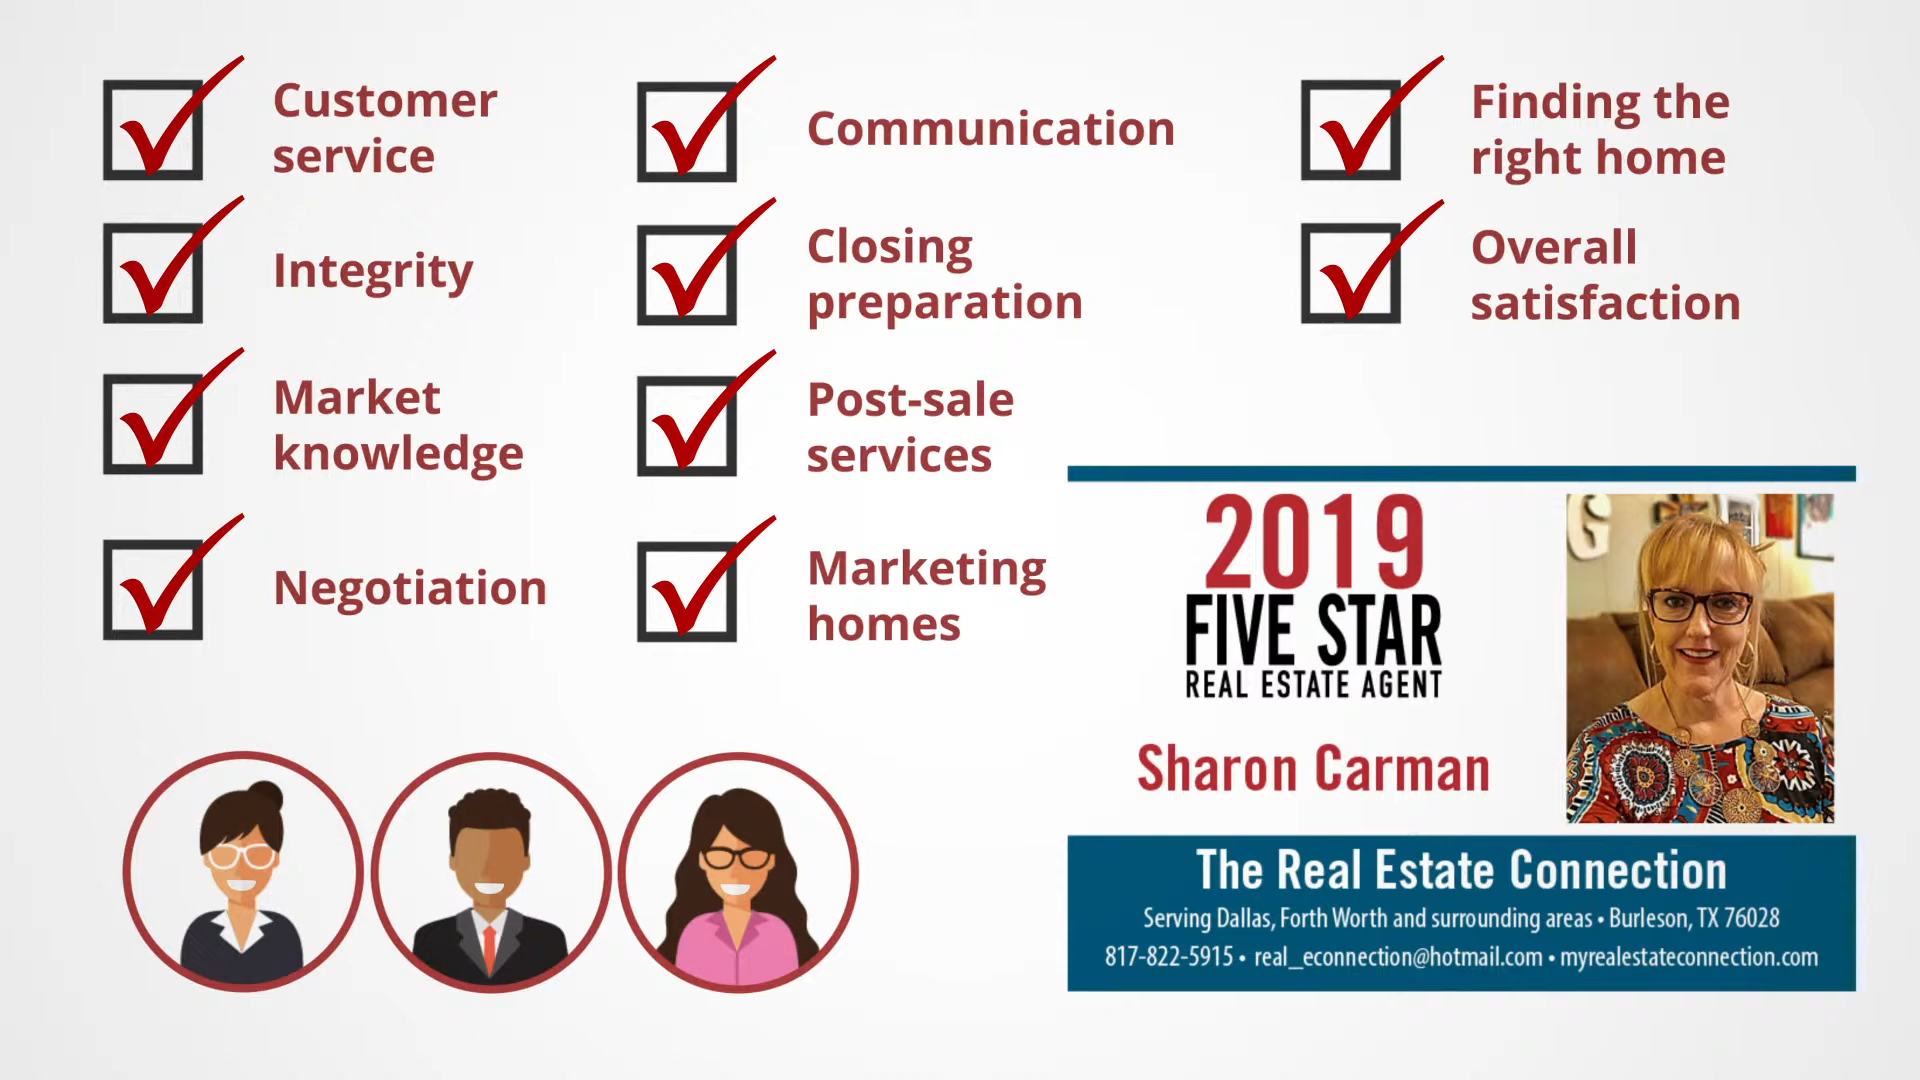 Customer
service
Integrity
Market
knowledge
Negotiation
Communication
Closing
preparation
Post-sale
services
Marketing
homes
Finding the
right home
Overall
satisfaction
2019
FIVE STAR
REAL ESTATE AGENT
Sharon Carman
The Real Estate Connection
Serving Dallas, Forth Worth and surrounding areas • Burleson, TX 76028
817-822-5915 • real_econnection@hotmail.com • myrealestateconnection.com